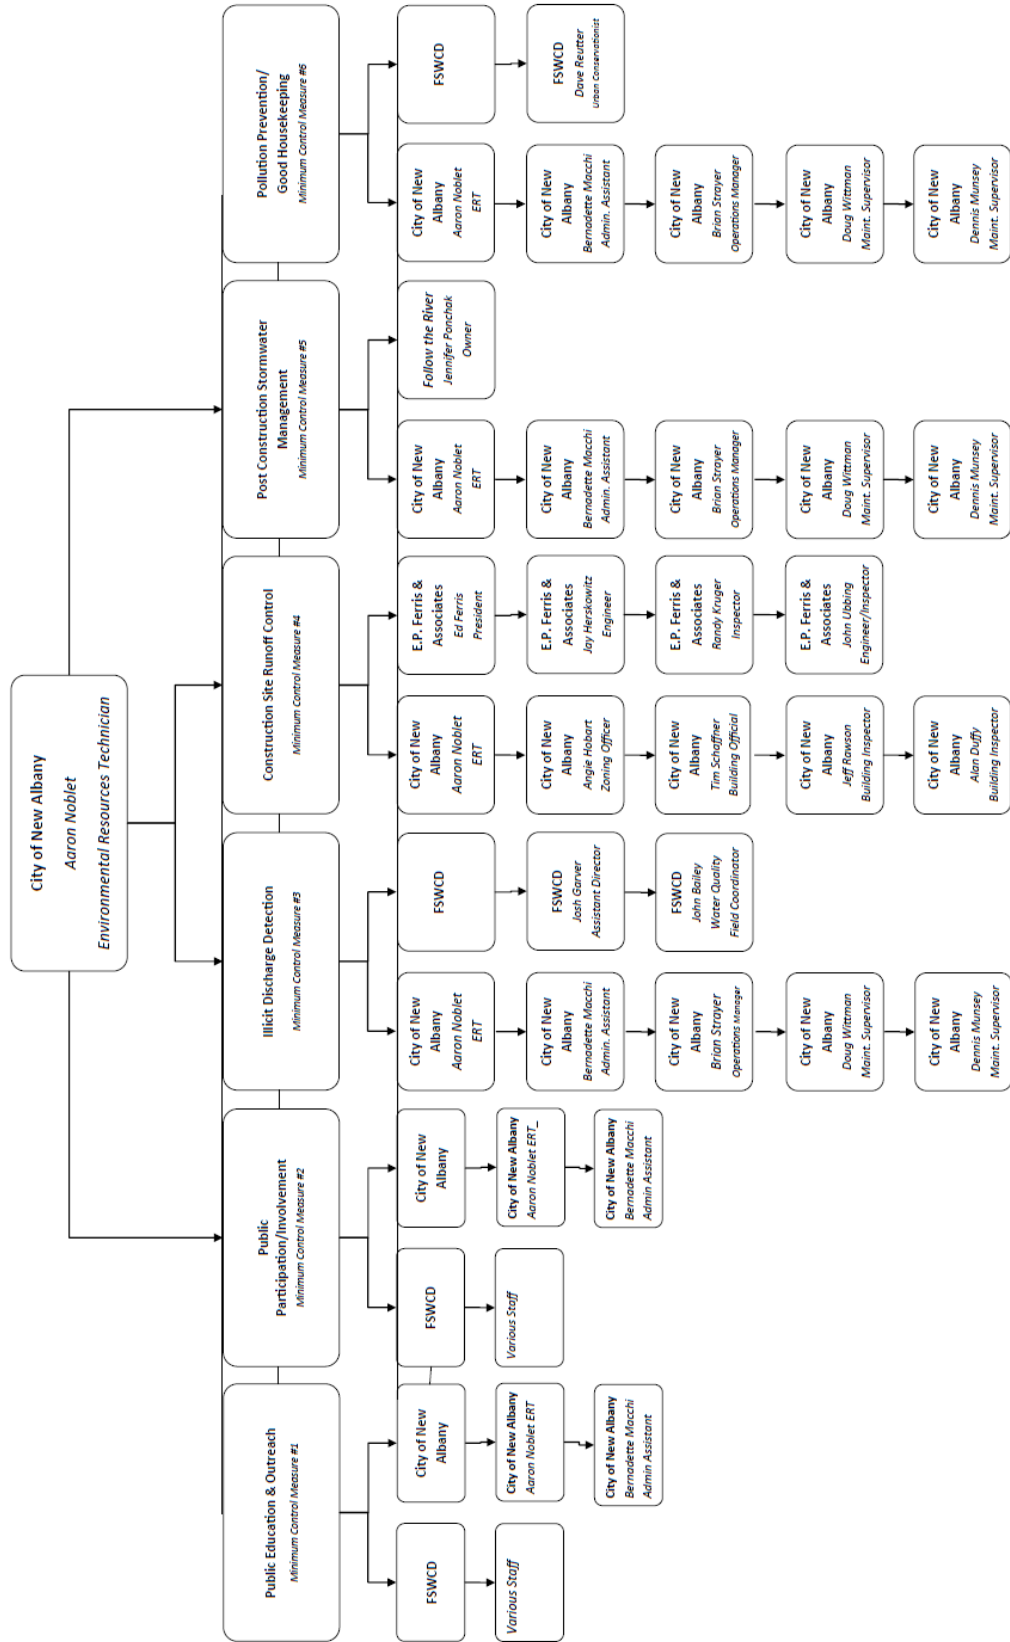 City of New Albany
Aaron Noblet
Environmental Resources Technician
Public Education & Outreach
Minimum Control Measure #1
Public
Participation/Involvement
Minimum Control Measure #2
Illicit Discharge Detection
Minimum Control Measure #3
Construction Site Runoff Control
Minimum Control Measure #4
Post Construction Stormwater
Management
Minimum Control Measure #5
Pollution Prevention/
Good Housekeeping
Minimum Control Measure #6
FSWCD
Various Staff
City of New
Albany
City of New Albany
Aaron Noblet ERT
City of New Albany
Bernadette Macchi
Admin Assistant
FSWCD
Various Staff
City of New
Albany
City of New Albany
Aaron Noblet ERT_
City of New Albany
Bernadette Macchi
Admin Assistant
City of New
Albany
Aaron Noblet
ERT
City of New
Albany
Bernadette Macchi
Admin. Assistant
City of New
Albany
Brian Strayer
Operations Manager
City of New
Albany
Doug Wittman
Maint. Supervisor
City of New
Albany
Dennis Munsey
Maint. Supervisor
FSWCD
FSWCD
Josh Garver
Assistant Director
FSWCD
John Bailey
Water Quality
Field Coordinator
City of New
Albany
Aaron Noblet
ERT
City of New
Albany
Angie Hobart
Zoning Officer
City of New
Albany
Tim Schaffner
Building Official
City of New
Albany
Jeff Rawson
Building Inspector
City of New
Albany
Alan Duffy
Building Inspector
E.P. Ferris &
Associates
Ed Ferris
President
E.P. Ferris &
Associates
Jay Herskowitz
Engineer
E.P. Ferris &
Associates
Randy Kruger
Inspector
E.P. Ferris &
Associates
John Ubbing
Engineer/Inspector
City of New
Albany
Aaron Noblet
ERT
City of New
Albany
Bernadette Macchi
Admin. Assistant
City of New
Albany
Brian Strayer
Operations Manager
City of New
Albany
Doug Wittman
Maint. Supervisor
City of New
Albany
Dennis Munsey
Maint. Supervisor
Follow the River
Jennifer Ponchak
Owner
City of New
Albany
Aaron Noblet
ERT
City of New
Albany
Bernadette Macchi
Admin. Assistant
City of New
Albany
Brian Strayer
Operations Manager
City of New
Albany
Doug Wittman
Maint. Supervisor
City of New
Albany
Dennis Munsey
Maint. Supervisor
FSWCD
FSWCD
Dave Reutter
Urban Conservationist